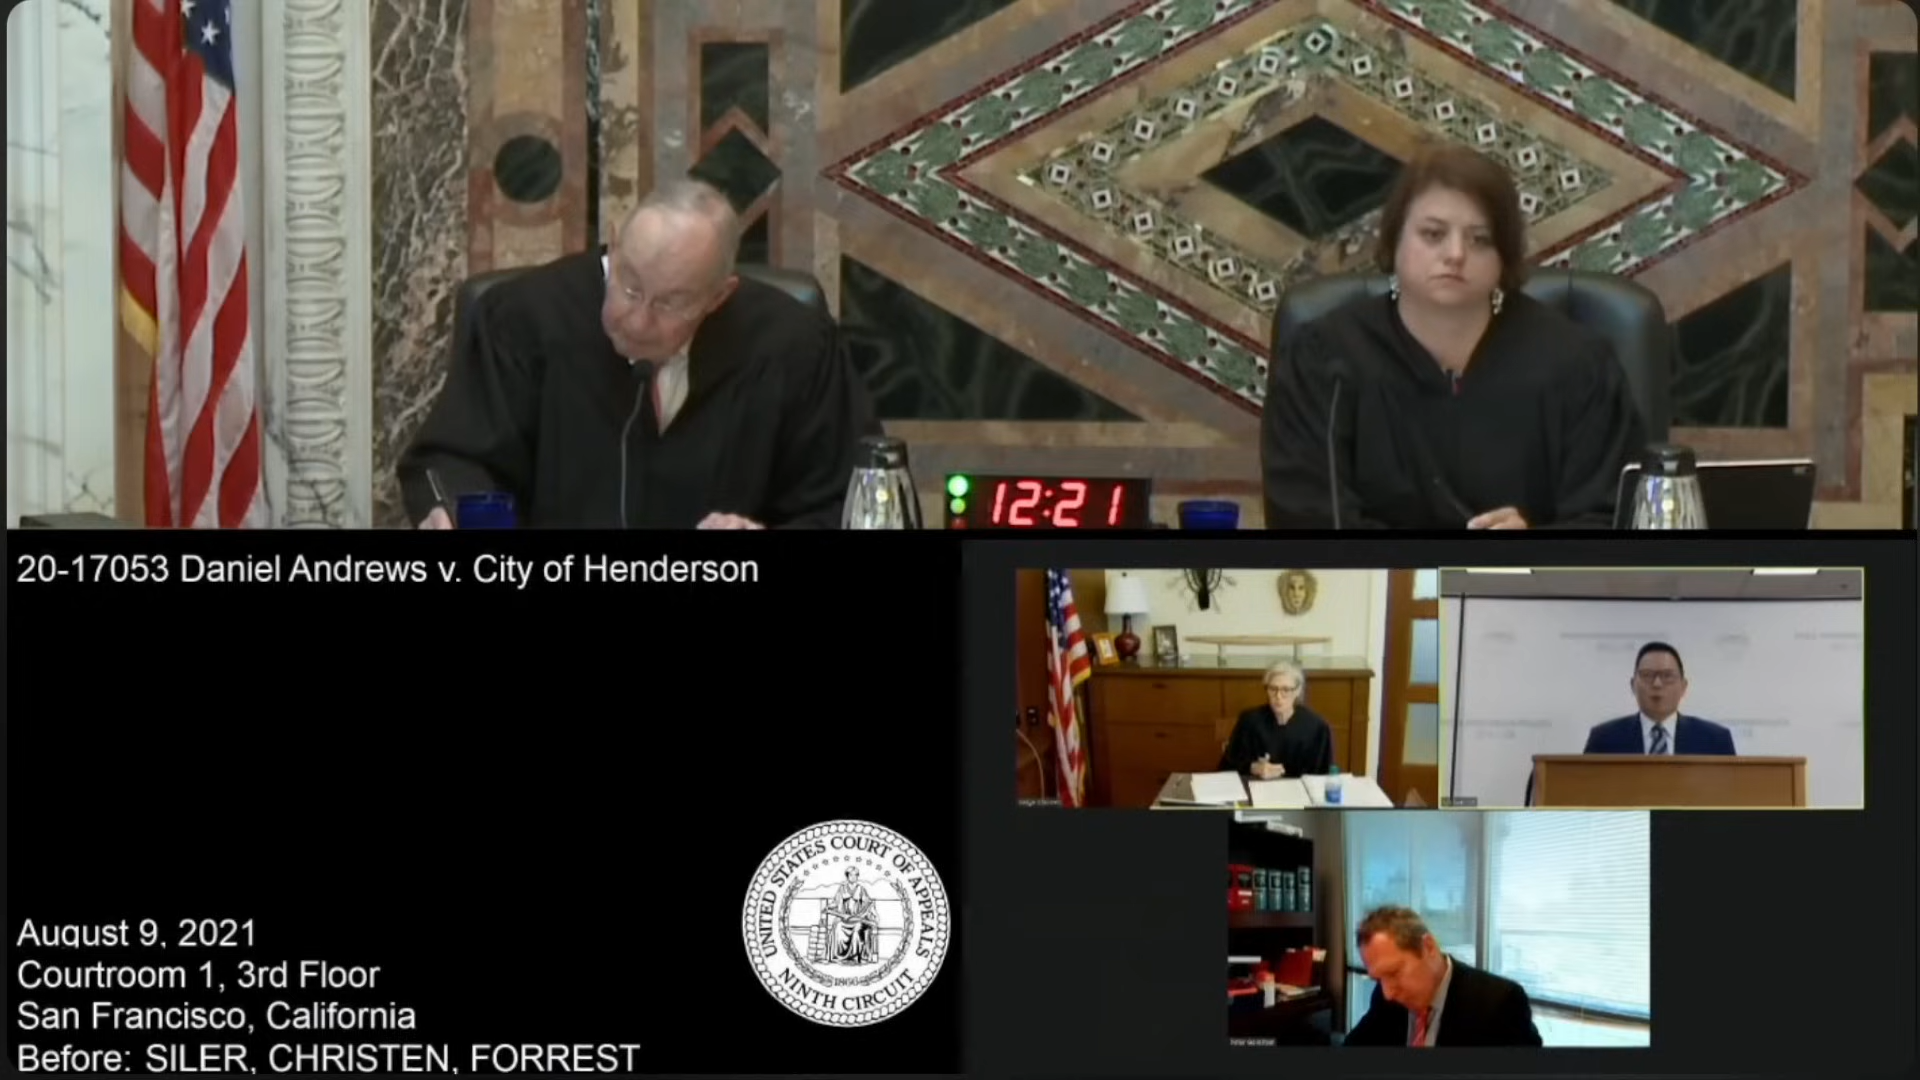 12:21
20-17053 Daniel Andrews v. City of Henderson
UNITED STATES COURT OF APPEALS
NINTH CIRCUIT
August 9, 2021
Courtroom 1, 3rd Floor
San Francisco, California
Before: SILER, CHRISTEN, FORREST